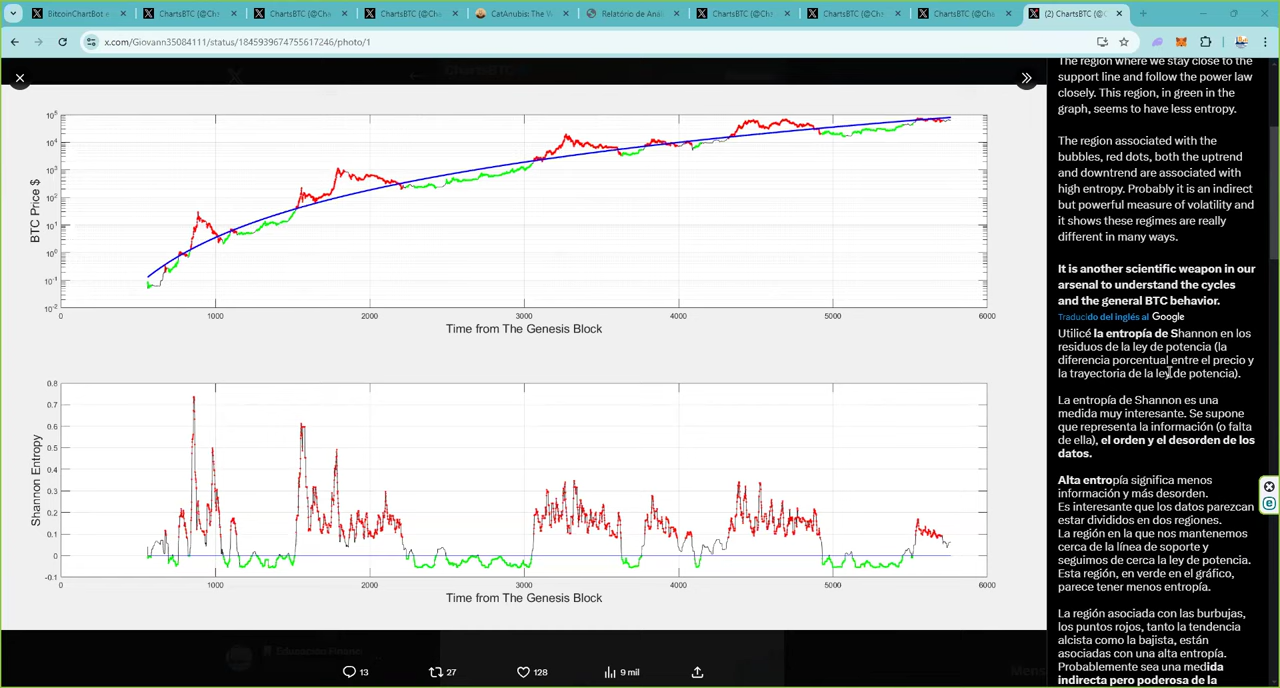 BitcoinChartBot e
ChartsBTC (@Cha
ChartsBTC (@Cha
ChartsBTC (@Cha
CatAnubis: The V
Relatório de Anál
ChartsBTC (@Cha
ChartsBTC (@Cha
ChartsBTC (@Cha
(2) ChartsBTC (@C
x.com/Giovann35084111/status/1845939674755617246/photo/1
BTC Price $
10^5
10^4
10^3
10^2
10^1
10^0
10^-1
10^-2
0 1000 2000 3000 4000 5000 6000
Time from The Genesis Block
Shannon Entropy
0.8
0.7
0.6
0.5
0.4
0.3
0.2
0.1
0
-0.1
0 1000 2000 3000 4000 5000 6000
Time from The Genesis Block
13
27
128
9 mil
The region where we stay close to the
support line and follow the power law
closely. This region, in green in the
graph, seems to have less entropy.
The region associated with the
bubbles, red dots, both the uptrend
and downtrend are associated with
high entropy. Probably it is an indirect
but powerful measure of volatility and
it shows these regimes are really
different in many ways.
It is another scientific weapon in our
arsenal to understand the cycles
and the general BTC behavior.
Traducido del inglés al Google
Utilicé la entropía de Shannon en los
residuos de la ley de potencia (la
diferencia porcentual entre el precio y
la trayectoria de la ley de potencia).
La entropía de Shannon es una
medida muy interesante. Se supone
que representa la información (o falta
de ella), el orden y el desorden de los
datos.
Alta entropía significa menos
información y más desorden.
Es interesante que los datos parezcan
estar divididos en dos regiones.
La región en la que nos mantenemos
cerca de la línea de soporte y
seguimos de cerca la ley de potencia.
Esta región, en verde en el gráfico,
parece tener menos entropía.
La región asociada con las burbujas,
los puntos rojos, tanto la tendencia
alcista como la bajista, están
asociadas con una alta entropía.
Probablemente sea una medida
indirecta pero poderosa de la